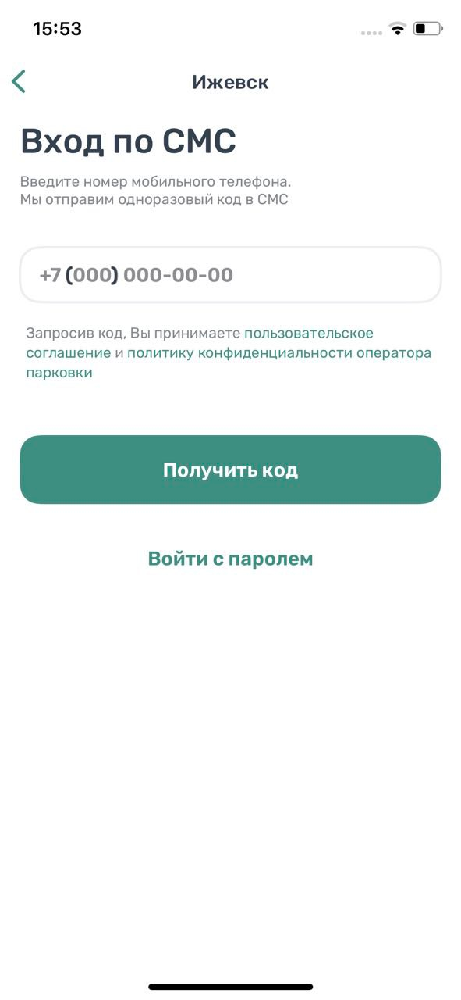 15:53
Ижевск
Вход по СМС
Введите номер мобильного телефона.
Мы отправим одноразовый код в СМС
+7 (000) 000-00-00
Запросив код, Вы принимаете пользовательское
соглашение и политику конфиденциальности оператора
парковки
Получить код
Войти с паролем